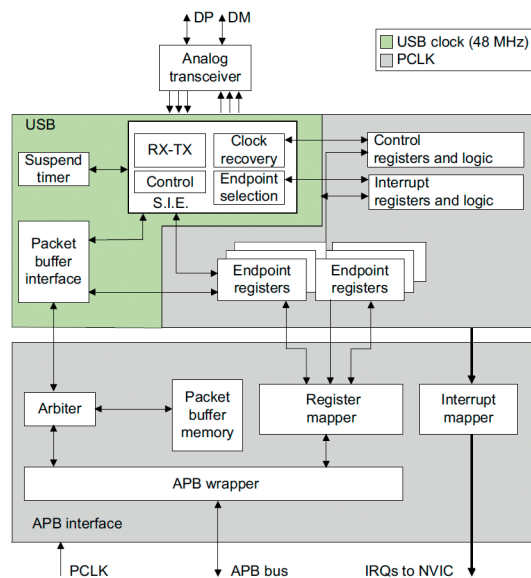 DP DM
Analog
transceiver
USB clock (48 MHz)
PCLK
USB
Suspend
timer
RX-TX
Clock
recovery
Control
Endpoint
selection
S.I.E.
Control
registers and logic
Interrupt
registers and logic
Packet
buffer
interface
Endpoint
registers
Endpoint
registers
Arbiter
Packet
buffer
memory
Register
mapper
Interrupt
mapper
APB wrapper
APB interface
PCLK
APB bus
IRQs to NVIC